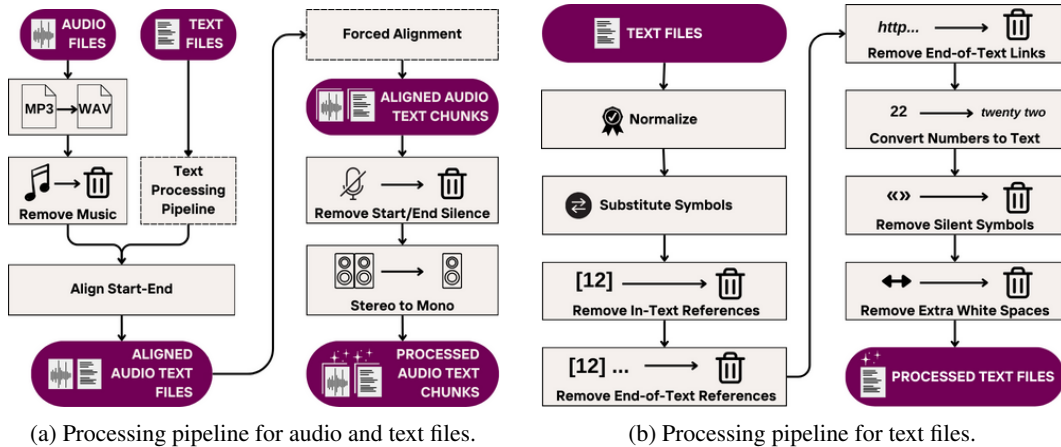 AUDIO
FILES
TEXT
FILES
MP3
WAV
Remove Music
Text
Processing
Pipeline
Align Start-End
ALIGNED
AUDIO TEXT
FILES
Forced Alignment
ALIGNED AUDIO
TEXT CHUNKS
Remove Start/End Silence
Stereo to Mono
PROCESSED
AUDIO TEXT
CHUNKS
(a) Processing pipeline for audio and text files.
TEXT FILES
Normalize
Substitute Symbols
[12]
Remove In-Text References
[12] ...
Remove End-of-Text References
http...
Remove End-of-Text Links
22
twenty two
Convert Numbers to Text
«»
Remove Silent Symbols
Remove Extra White Spaces
PROCESSED TEXT FILES
(b) Processing pipeline for text files.